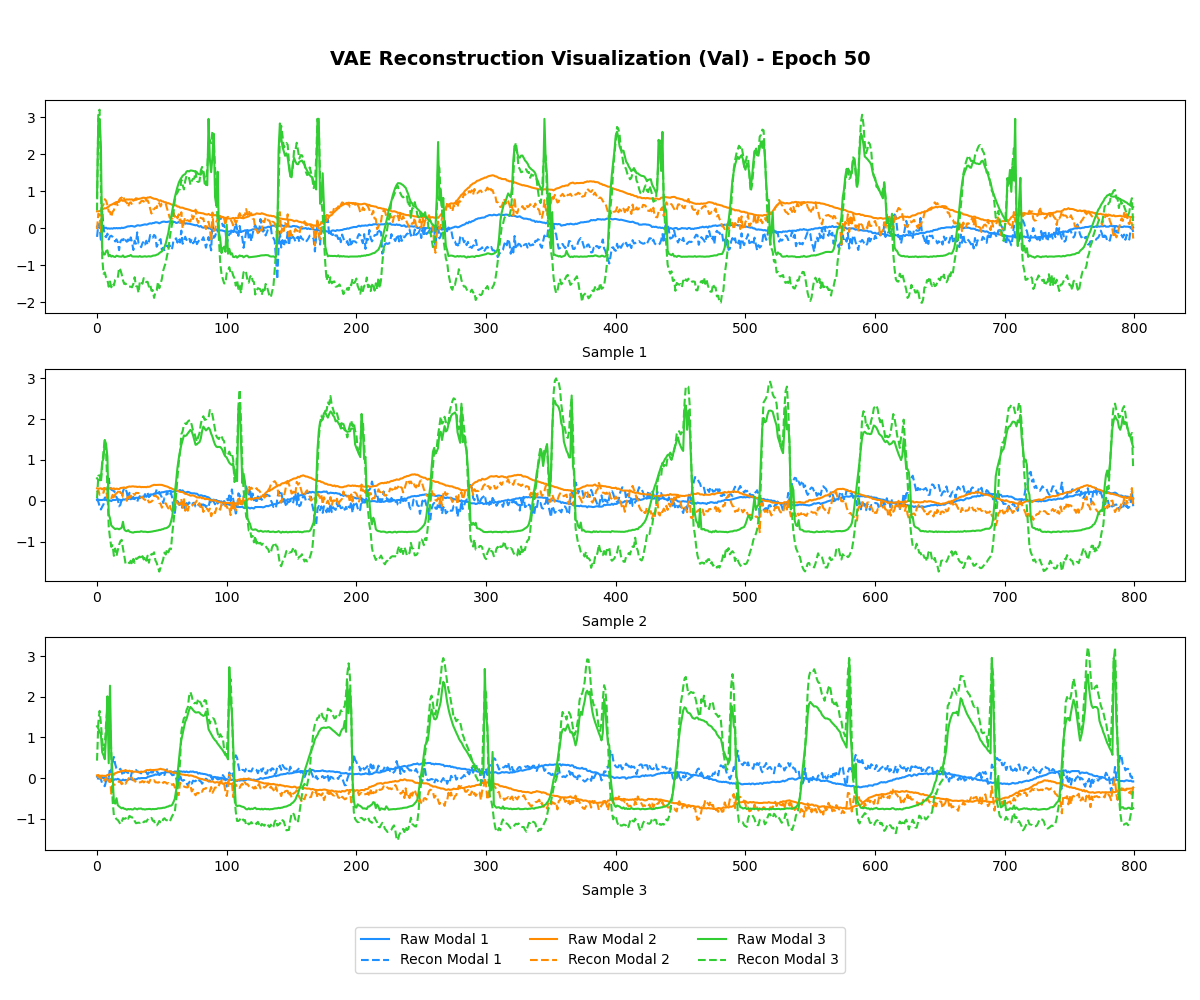 VAE Reconstruction Visualization (Val) - Epoch 50
3
2
1
0
−1
−2
0 100 200 300 400 500 600 700 800
Sample 1
3
2
1
0
−1
0 100 200 300 400 500 600 700 800
Sample 2
3
2
1
0
−1
0 100 200 300 400 500 600 700 800
Sample 3
Raw Modal 1 Raw Modal 2 Raw Modal 3
Recon Modal 1 Recon Modal 2 Recon Modal 3